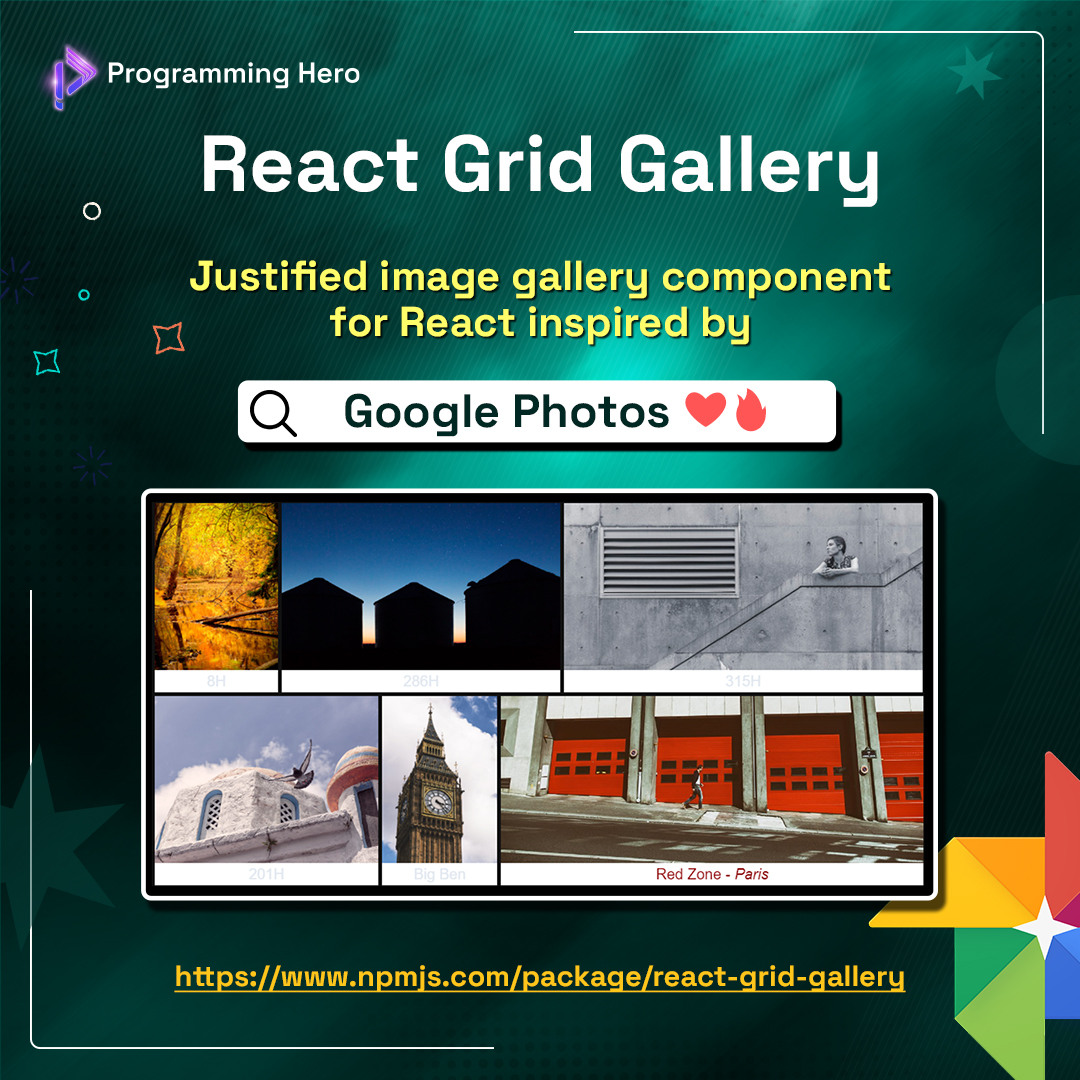 Programming Hero
React Grid Gallery
Justified image gallery component
for React inspired by
Google Photos
8H
286H
315H
201H
Big Ben
Red Zone - Paris
https://www.npmjs.com/package/react-grid-gallery